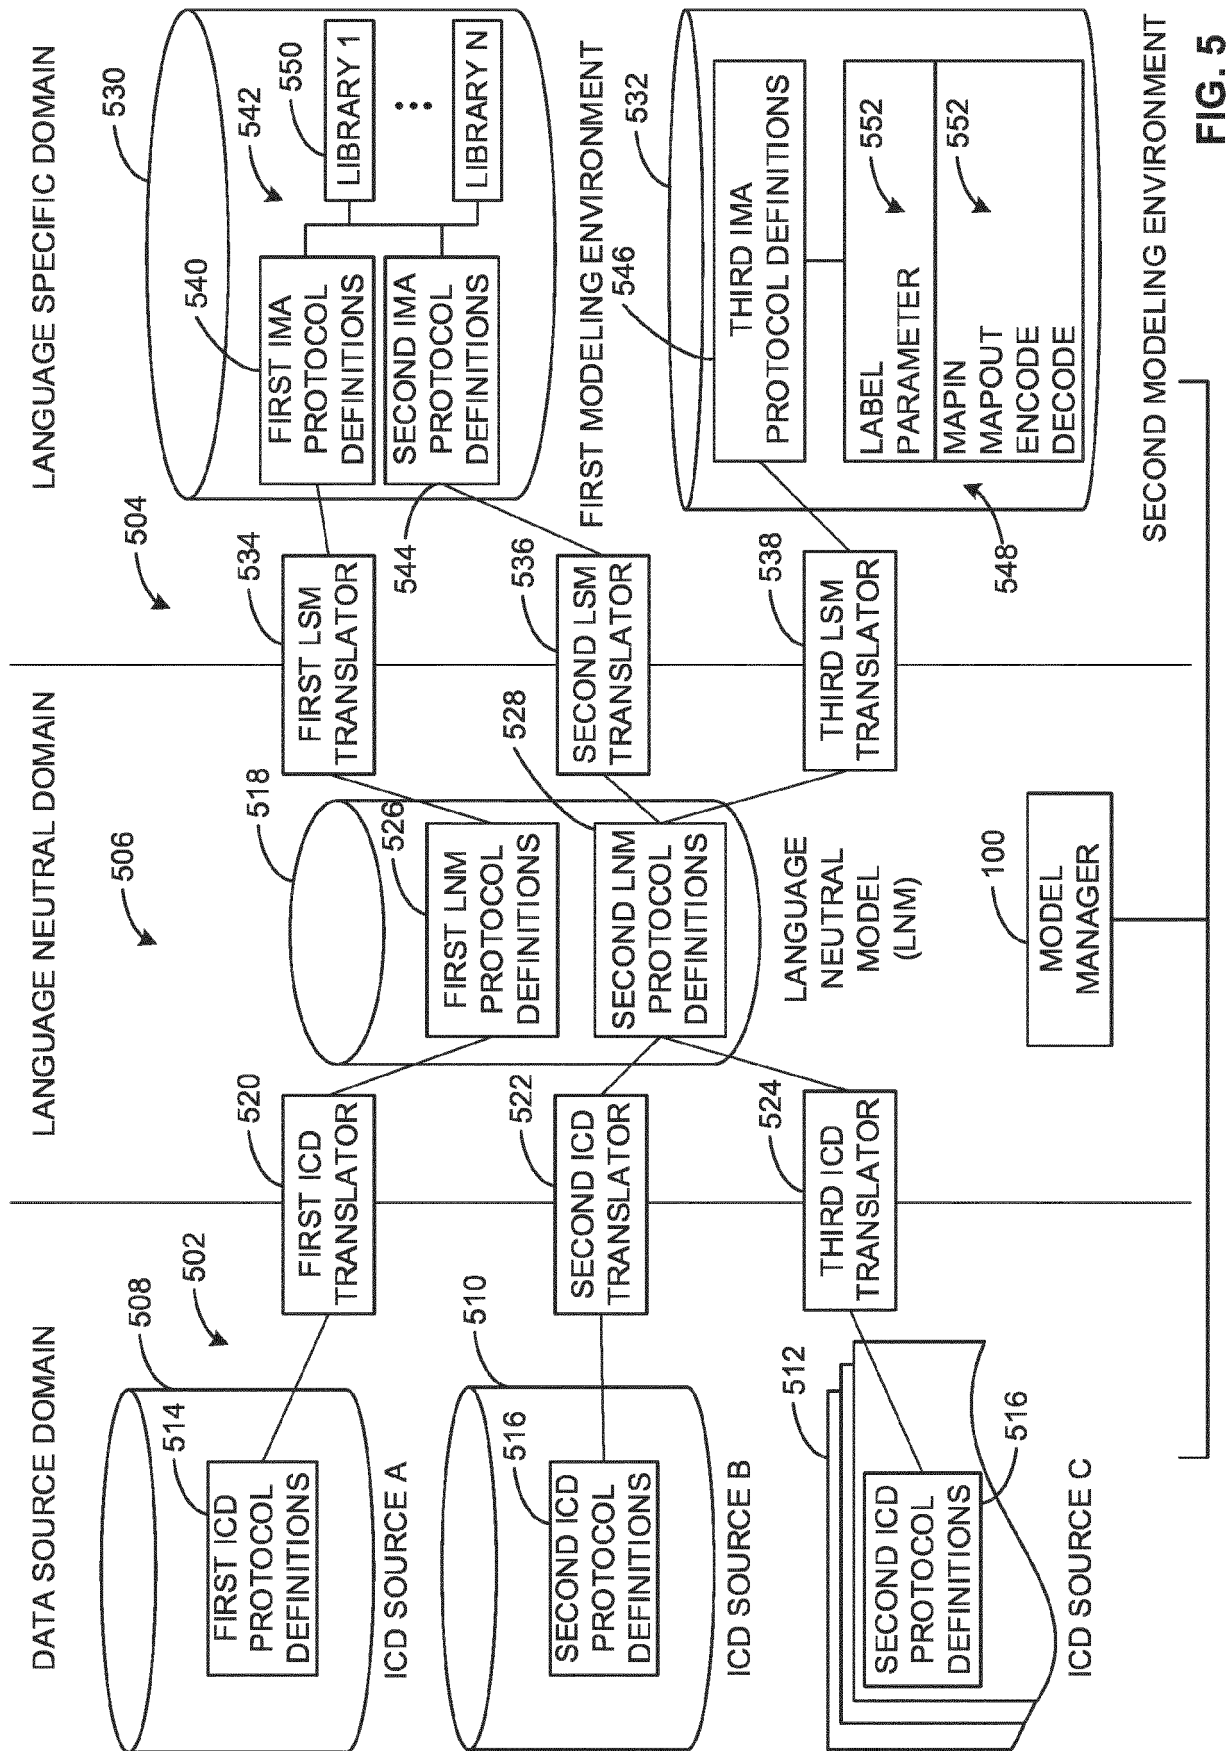 DATA SOURCE DOMAIN
LANGUAGE NEUTRAL DOMAIN
LANGUAGE SPECIFIC DOMAIN
502
506
504
508
514
FIRST ICD
PROTOCOL
DEFINITIONS
ICD SOURCE A
510
516
SECOND ICD
PROTOCOL
DEFINITIONS
ICD SOURCE B
512
516
SECOND ICD
PROTOCOL
DEFINITIONS
ICD SOURCE C
520
FIRST ICD
TRANSLATOR
522
SECOND ICD
TRANSLATOR
524
THIRD ICD
TRANSLATOR
518
526
FIRST LNM
PROTOCOL
DEFINITIONS
528
SECOND LNM
PROTOCOL
DEFINITIONS
LANGUAGE
NEUTRAL
MODEL
(LNM)
100
MODEL
MANAGER
534
FIRST LSM
TRANSLATOR
536
SECOND LSM
TRANSLATOR
538
THIRD LSM
TRANSLATOR
530
540
542
FIRST IMA
PROTOCOL
DEFINITIONS
544
SECOND IMA
PROTOCOL
DEFINITIONS
550
LIBRARY 1
LIBRARY N
FIRST MODELING ENVIRONMENT
532
546
THIRD IMA
PROTOCOL DEFINITIONS
LABEL
PARAMETER
552
MAPIN
MAPOUT
ENCODE
DECODE
552
548
SECOND MODELING ENVIRONMENT
FIG. 5